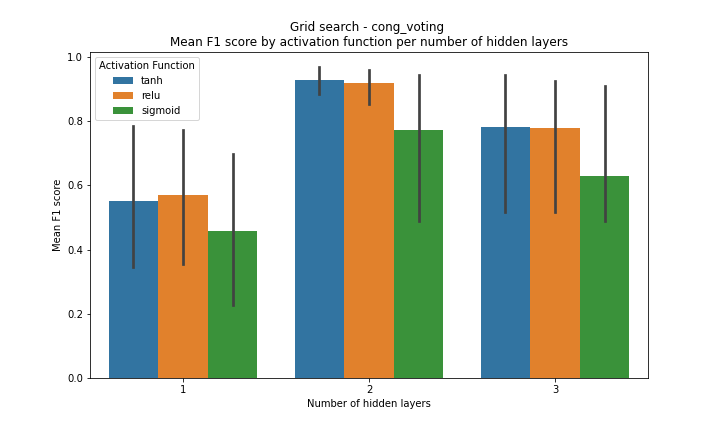 Grid search - cong_voting
Mean F1 score by activation function per number of hidden layers
Activation Function
tanh
relu
sigmoid
Mean F1 score
1.0
0.8
0.6
0.4
0.2
0.0
1 2 3
Number of hidden layers